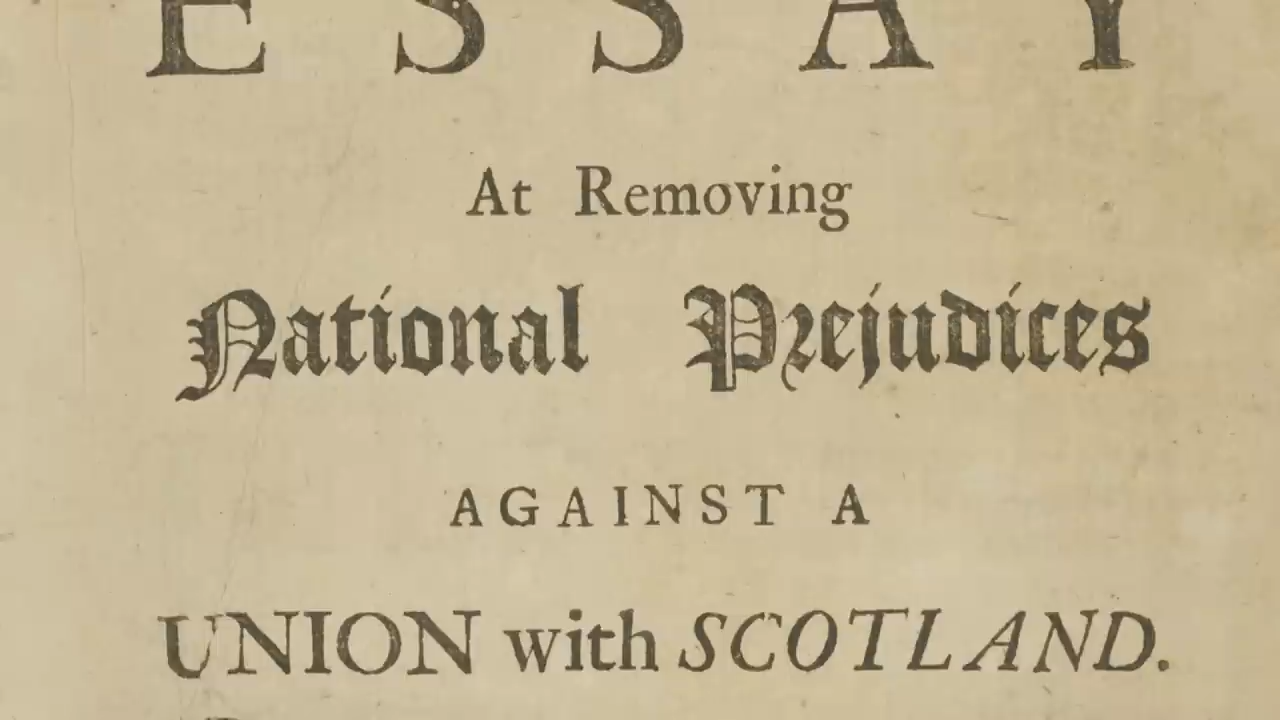 ESSAY
At Removing
National Prejudices
AGAINST A
UNION with SCOTLAND.